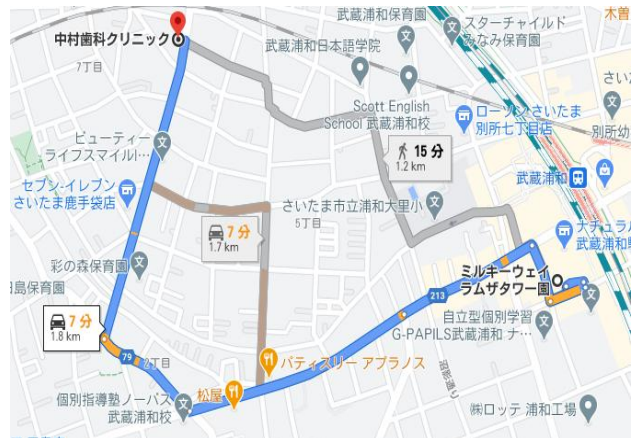 武蔵浦和保育園
木曽
スターチャイルド
みなみ保育園
中村歯科クリニック
武蔵浦和日本語学院
7丁目
Scott English
School 武蔵浦和校
ローソン さいたま
別所七丁目店
別所幼
ビューティー
ライフスマイル|...
15 分
1.2 km
武蔵浦和
セブン-イレブン
さいたま鹿手袋店
さいたま市立浦和大里小
7 分
1.7 km
5丁目
ナチュラル
彩の森保育園
ミルキーウェイ
ラムザタワー園
213
自立型個別学習
G-PAPILS武蔵浦和 ナ...
7 分
1.8 km
79
2丁目
パティスリー アプラノス
松屋
個別指導塾ノーバス
武蔵浦和校
㈱ロッテ 浦和工場